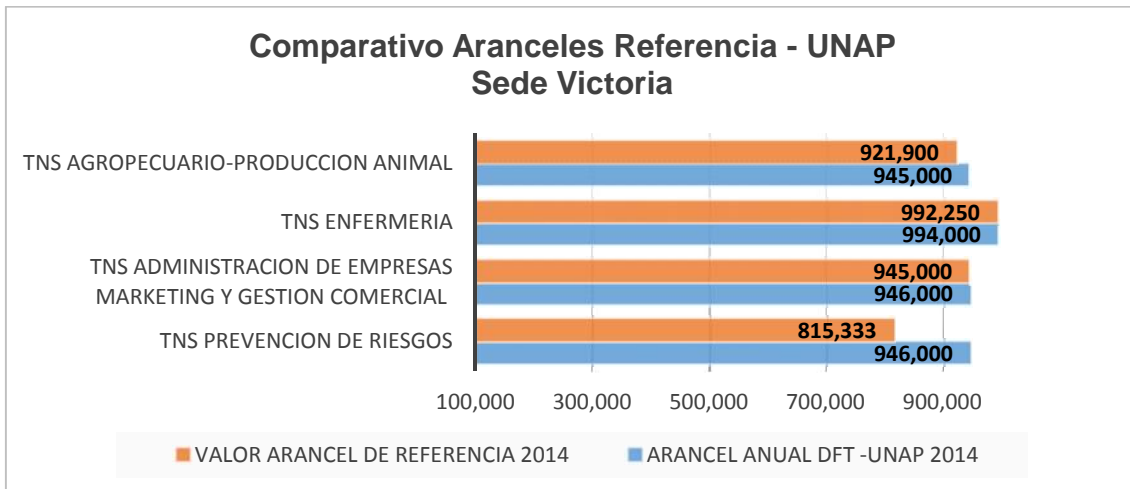 Comparativo Aranceles Referencia - UNAP
Sede Victoria
TNS AGROPECUARIO-PRODUCCION ANIMAL
921,900
945,000
TNS ENFERMERIA
992,250
994,000
TNS ADMINISTRACION DE EMPRESAS
MARKETING Y GESTION COMERCIAL
945,000
946,000
TNS PREVENCION DE RIESGOS
815,333
946,000
100,000 300,000 500,000 700,000 900,000
VALOR ARANCEL DE REFERENCIA 2014 ARANCEL ANUAL DFT -UNAP 2014